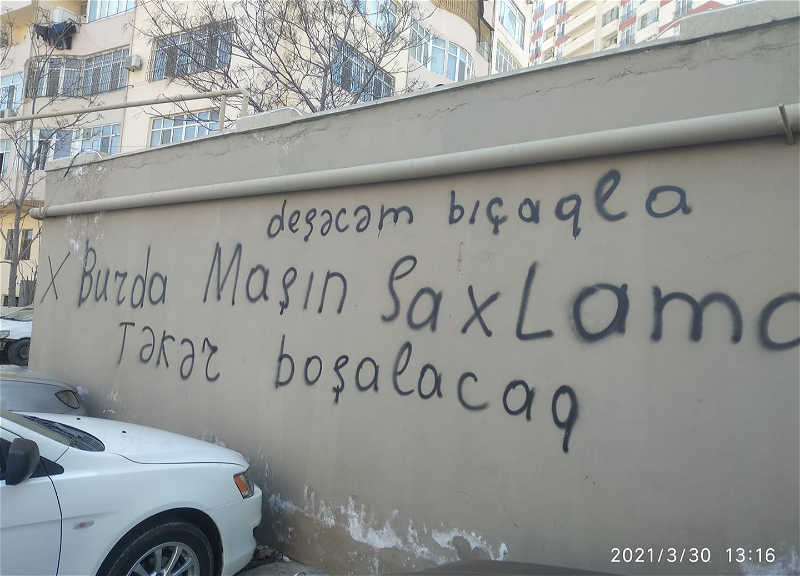 deşəcəm bıçaqla
X Burda Maşın SaxLama
Təkər boşalacaq
2021/3/30 13:16